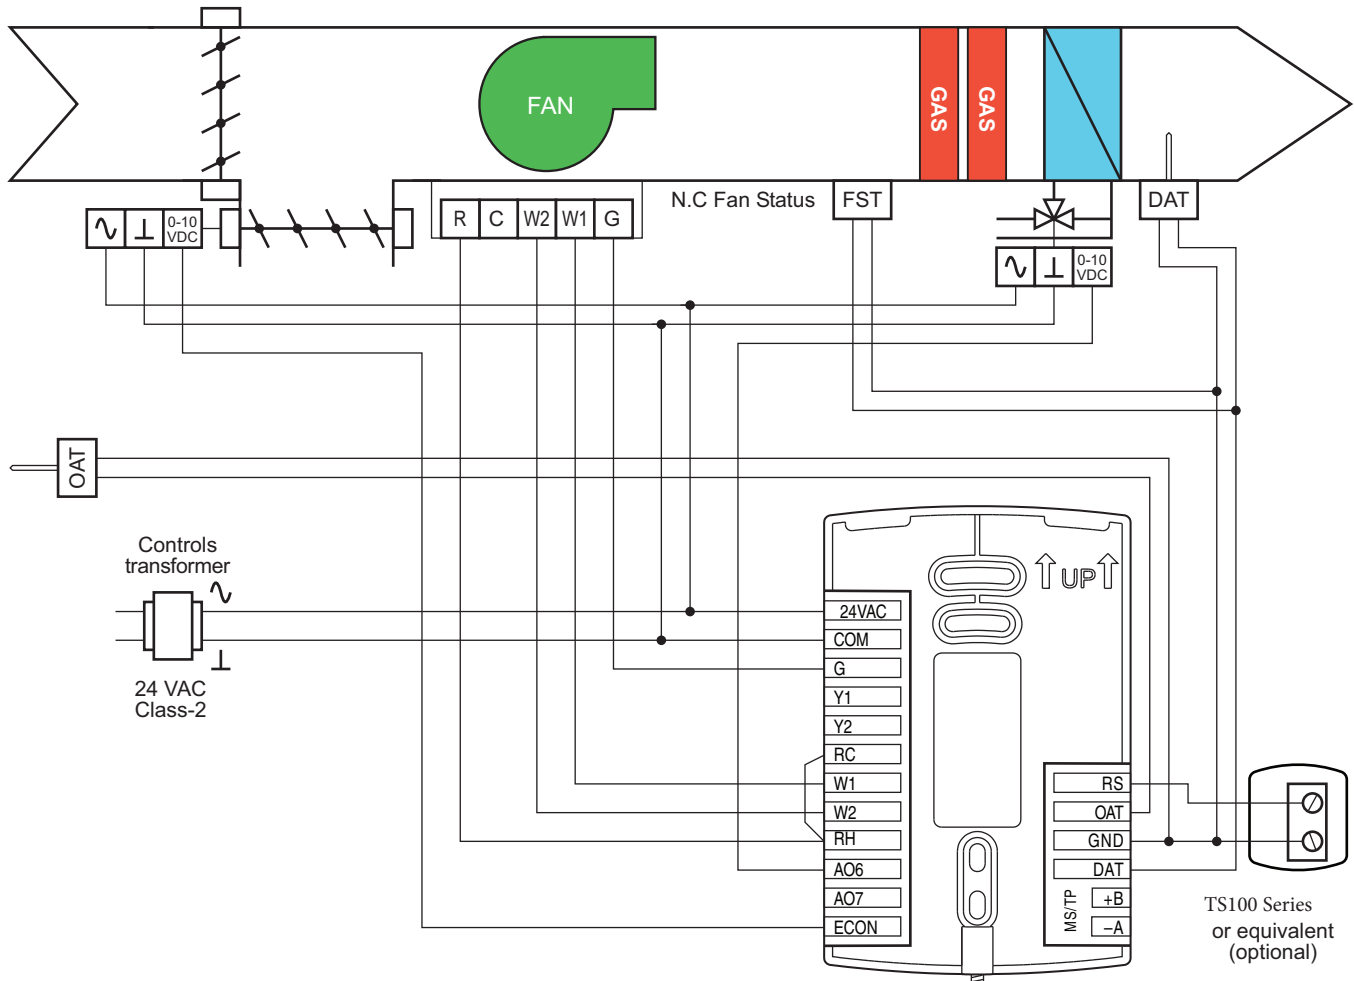 FAN
GAS
GAS
R C W2 W1 G
N.C Fan Status
FST
DAT
0-10
VDC
0-10
VDC
OAT
Controls
transformer
24 VAC
Class-2
UP
24VAC
COM
G
Y1
Y2
RC
W1
W2
RH
AO6
AO7
ECON
RS
OAT
GND
DAT
MS/TP
+B
–A
TS100 Series
or equivalent
(optional)